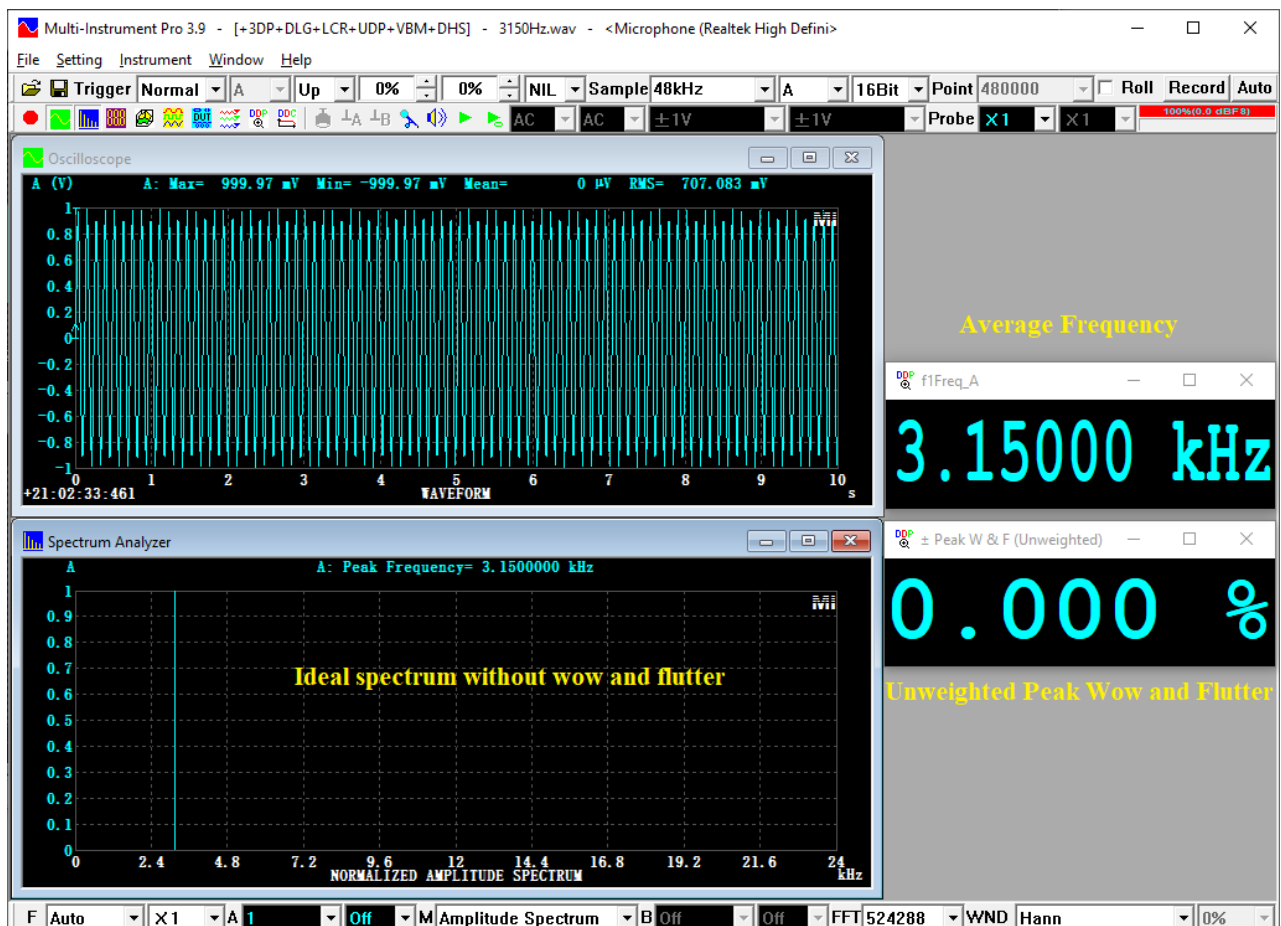 Multi-Instrument Pro 3.9 - [+3DP+DLG+LCR+UDP+VBM+DHS] - 3150Hz.wav - <Microphone (Realtek High Defini>
File Setting Instrument Window Help
Trigger Normal A Up 0% 0% NIL Sample 48kHz A 16Bit Point 480000 Roll Record Auto
DUT DDP DDC A B AC AC ±1V ±1V Probe X1 X1 100%(0.0 dBFS)
Oscilloscope
A (V) A: Max= 999.97 mV Min= -999.97 mV Mean= 0 µV RMS= 707.083 mV
1
0.8
0.6
0.4
0.2
0
-0.2
-0.4
-0.6
-0.8
-1
0 1 2 3 4 5 6 7 8 9 10
+21:02:33:461 WAVEFORM s
MI
Average Frequency
DDP f1Freq_A
3.15000 kHz
Spectrum Analyzer
A A: Peak Frequency= 3.1500000 kHz
1
0.9
0.8
0.7
0.6
0.5
0.4
0.3
0.2
0.1
0
MI
Ideal spectrum without wow and flutter
0 2.4 4.8 7.2 9.6 12 14.4 16.8 19.2 21.6 24
NORMALIZED AMPLITUDE SPECTRUM kHz
DDP ± Peak W & F (Unweighted)
0.000 %
Unweighted Peak Wow and Flutter
F Auto X1 A 1 Off M Amplitude Spectrum B Off Off FFT 524288 WND Hann 0%